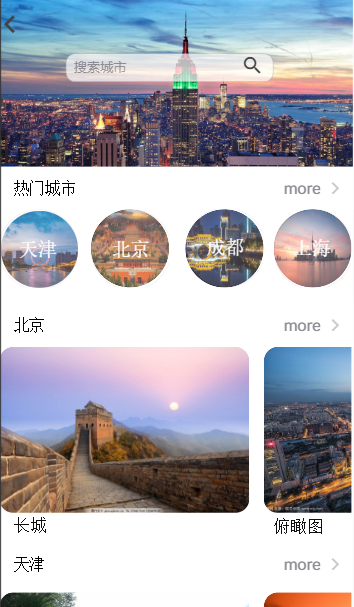 搜索城市
热门城市 more
天津 北京 成都 上海
北京 more
长城 俯瞰图
天津 more